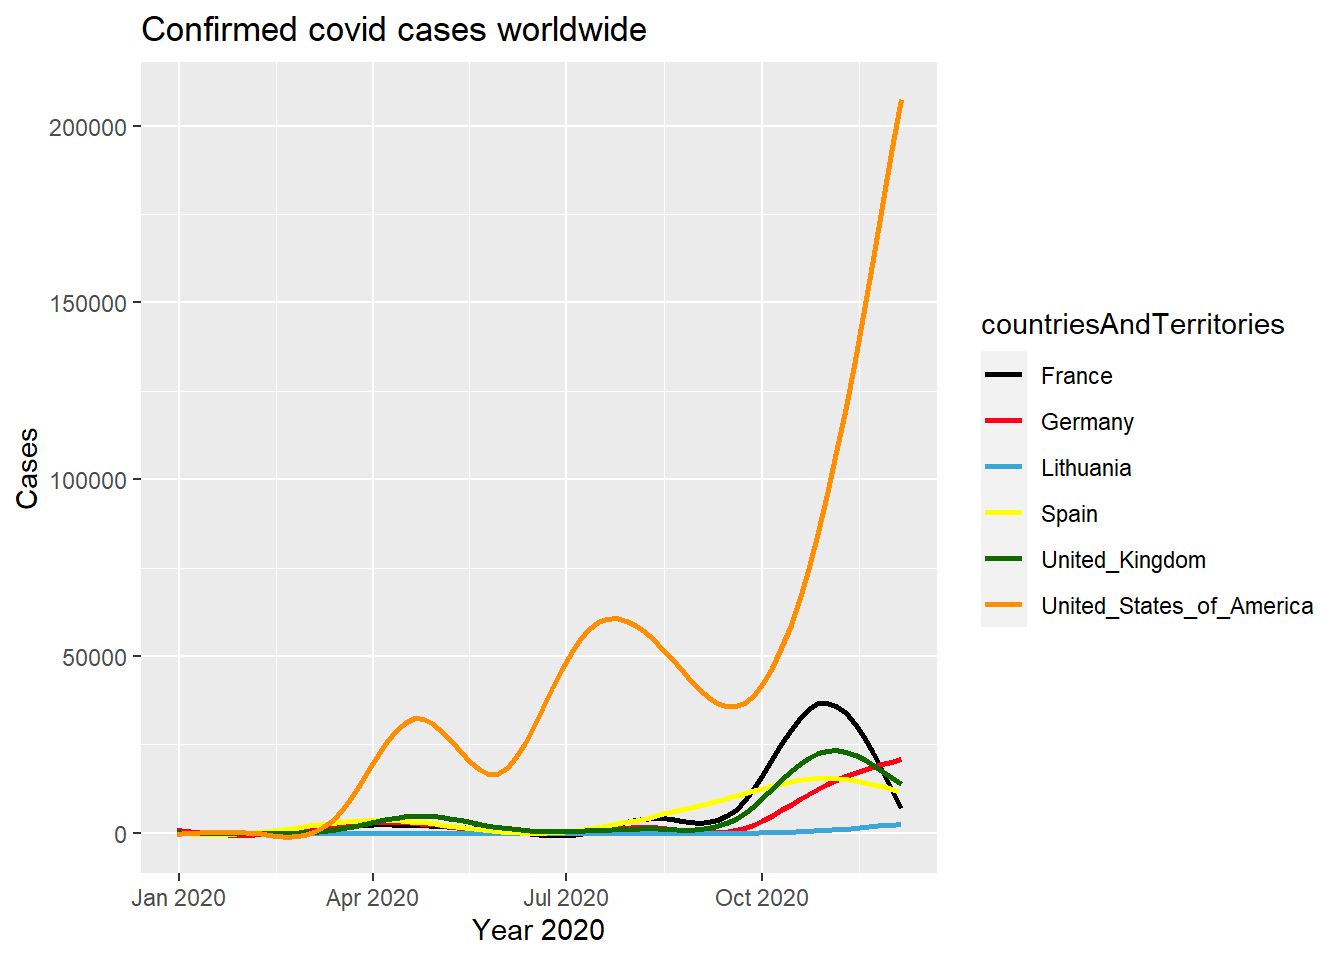 Confirmed covid cases worldwide
200000
150000
100000
50000
0
Cases
Jan 2020
Apr 2020
Jul 2020
Oct 2020
Year 2020
countriesAndTerritories
France
Germany
Lithuania
Spain
United_Kingdom
United_States_of_America